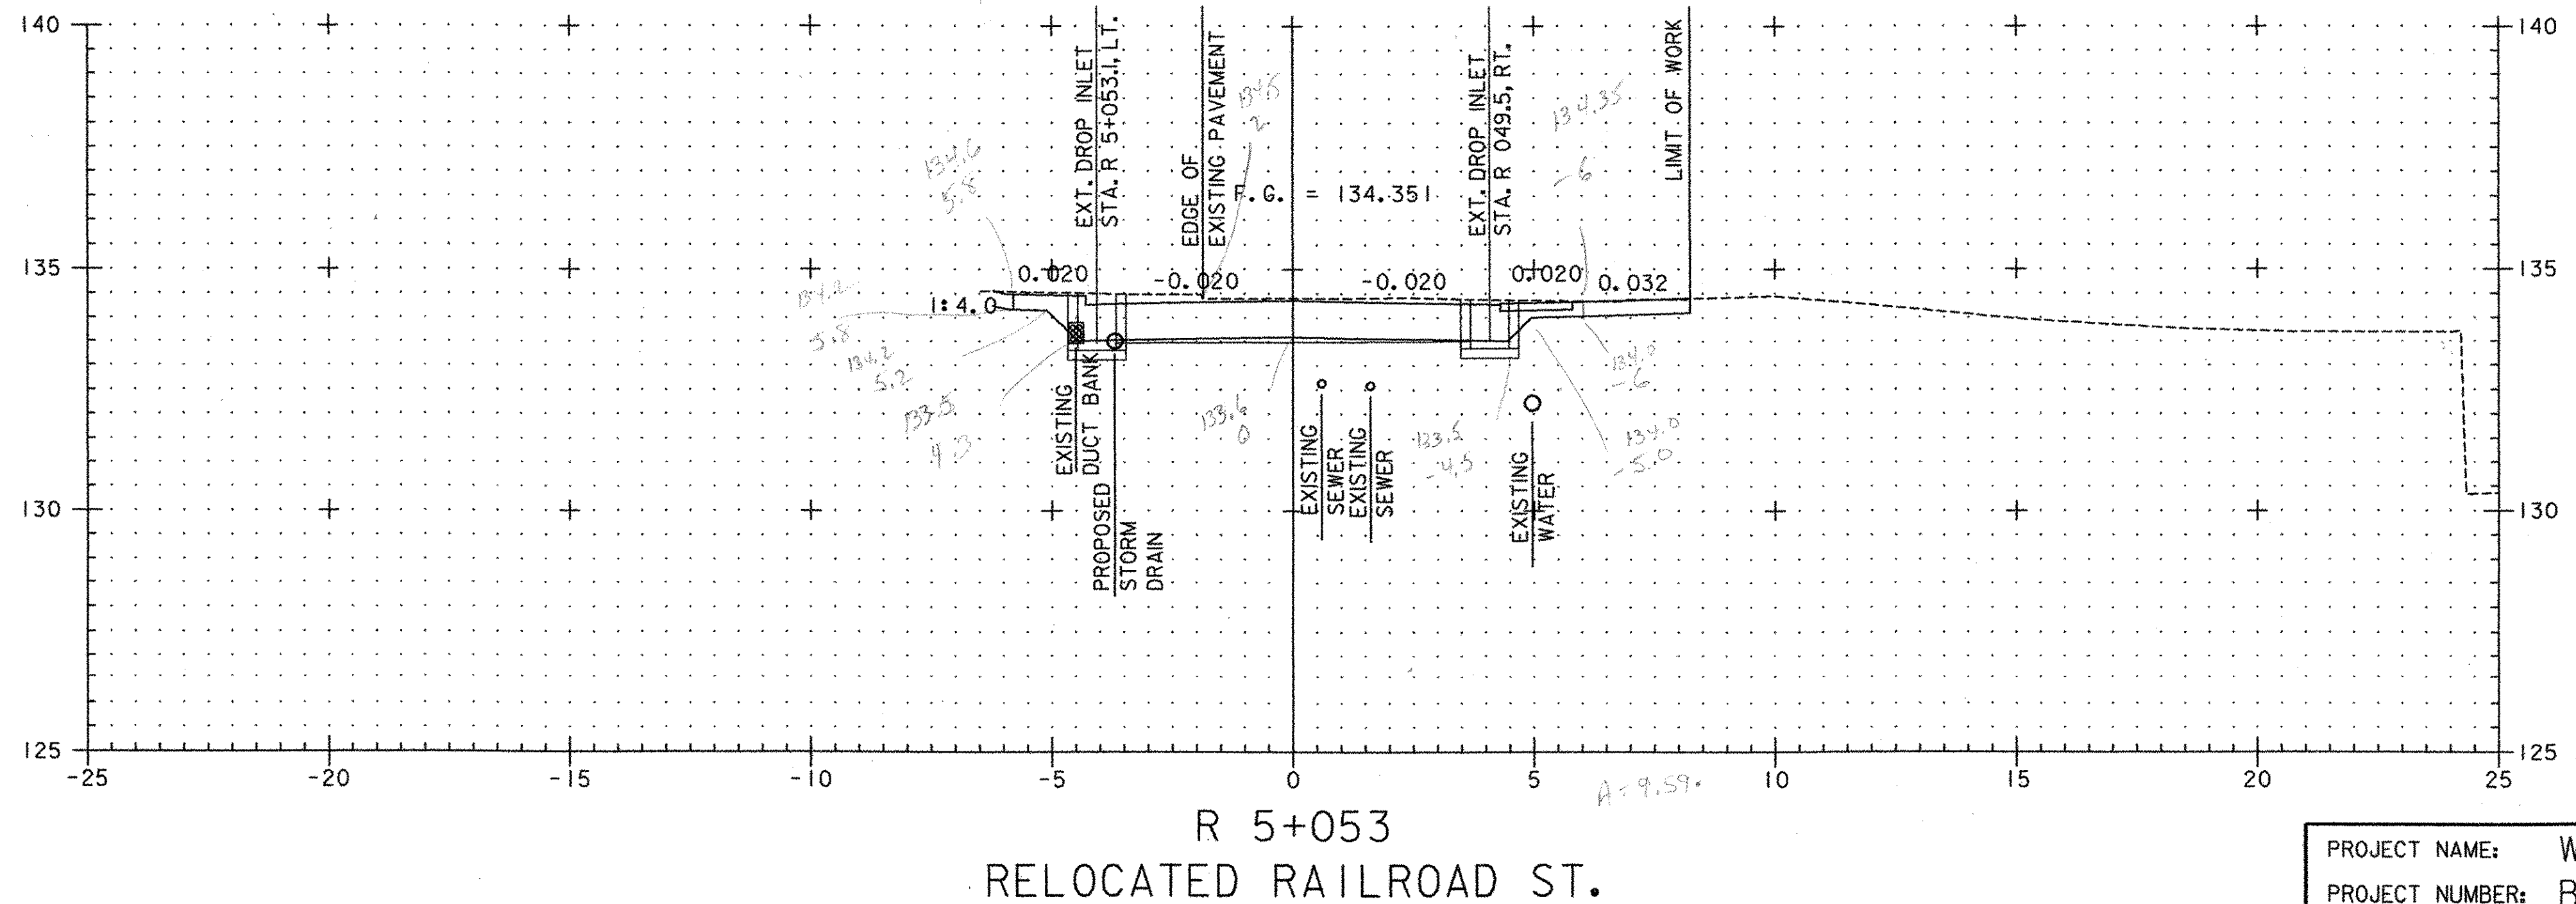 140
140
EXT. DROP INLET
STA. R 5+053.1, LT.
EDGE OF
EXISTING PAVEMENT
EXT. DROP INLET
STA. R 049.5, RT.
LIMIT OF WORK
134.5
2
134.35
-6
134.6
5.8
F.G. = 134.351
135
135
0.020
-0.020
-0.020
0.020
0.032
1:4.0
134.2
5.8
134.2
5.2
133.5
4.3
133.6
0
133.5
-4.5
134.0
-6
134.0
-5.0
EXISTING
DUCT BANK
PROPOSED
STORM
DRAIN
EXISTING
SEWER
EXISTING
SEWER
EXISTING
WATER
130
130
125
125
-25
-20
-15
-10
-5
0
5
10
15
20
25
A=9.59
R 5+053
RELOCATED RAILROAD ST.
PROJECT NAME:
PROJECT NUMBER: